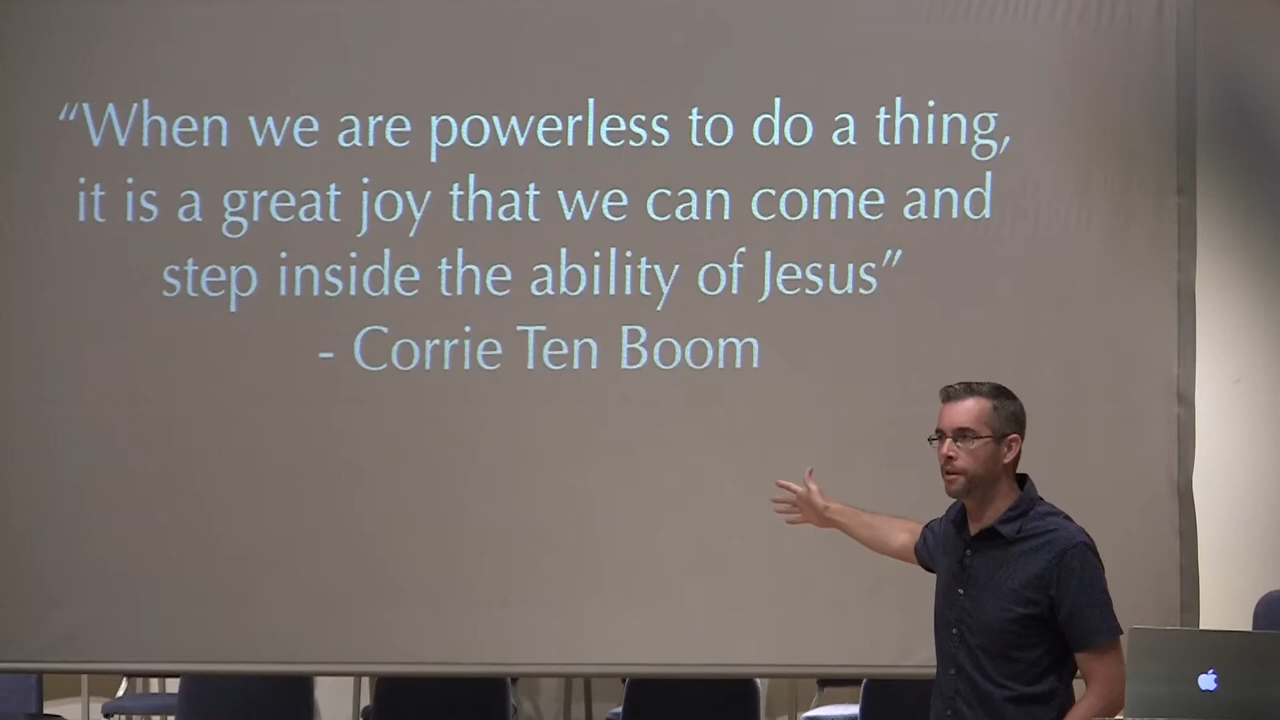 “When we are powerless to do a thing,
it is a great joy that we can come and
step inside the ability of Jesus”
- Corrie Ten Boom